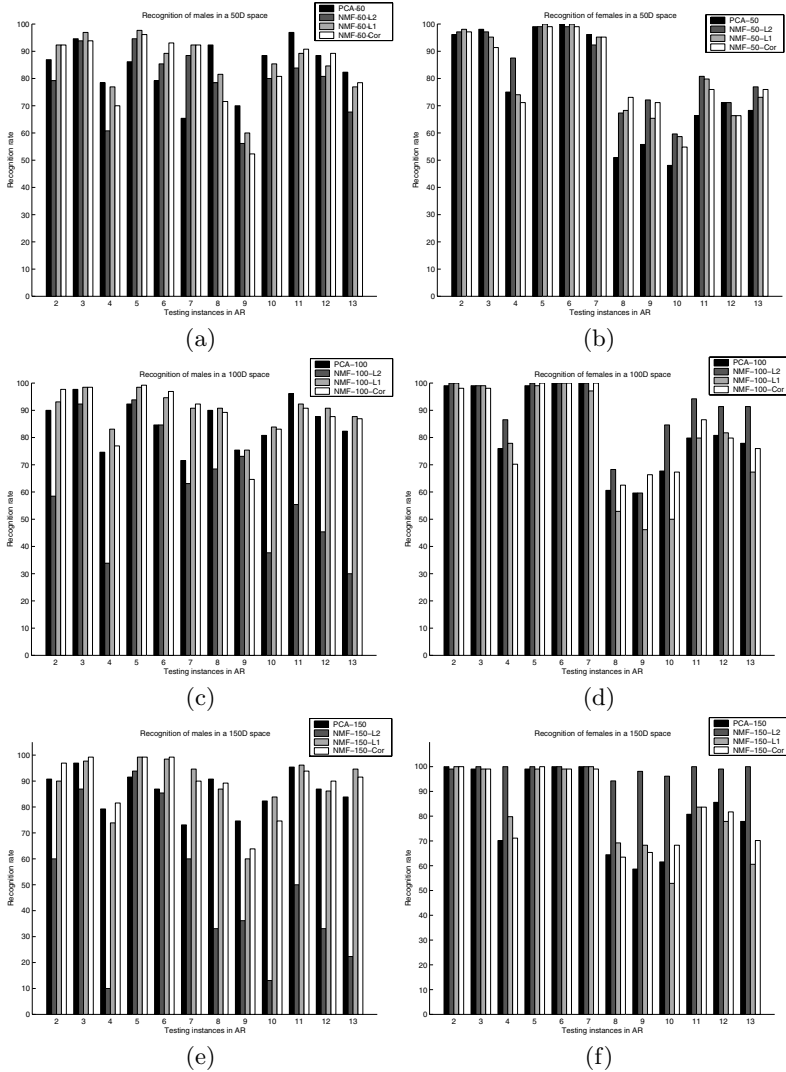 Recognition of males in a 50D space
PCA-50
NMF-50-L2
NMF-50-L1
NMF-50-Cor
Recognition rate
100
90
80
70
60
50
40
30
20
10
0
2 3 4 5 6 7 8 9 10 11 12 13
Testing instances in AR
(a)
Recognition of females in a 50D space
PCA-50
NMF-50-L2
NMF-50-L1
NMF-50-Cor
Recognition rate
100
90
80
70
60
50
40
30
20
10
0
2 3 4 5 6 7 8 9 10 11 12 13
Testing instances in AR
(b)
Recognition of males in a 100D space
PCA-100
NMF-100-L2
NMF-100-L1
NMF-100-Cor
Recognition rate
100
90
80
70
60
50
40
30
20
10
0
2 3 4 5 6 7 8 9 10 11 12 13
Testing instances in AR
(c)
Recognition of females in a 100D space
PCA-100
NMF-100-L2
NMF-100-L1
NMF-100-Cor
Recognition rate
100
90
80
70
60
50
40
30
20
10
0
2 3 4 5 6 7 8 9 10 11 12 13
Testing instances in AR
(d)
Recognition of males in a 150D space
PCA-150
NMF-150-L2
NMF-150-L1
NMF-150-Cor
Recognition rate
100
90
80
70
60
50
40
30
20
10
0
2 3 4 5 6 7 8 9 10 11 12 13
Testing instances in AR
(e)
Recognition of females in a 150D space
PCA-150
NMF-150-L2
NMF-150-L1
NMF-150-Cor
Recognition rate
100
90
80
70
60
50
40
30
20
10
0
2 3 4 5 6 7 8 9 10 11 12 13
Testing instances in AR
(f)